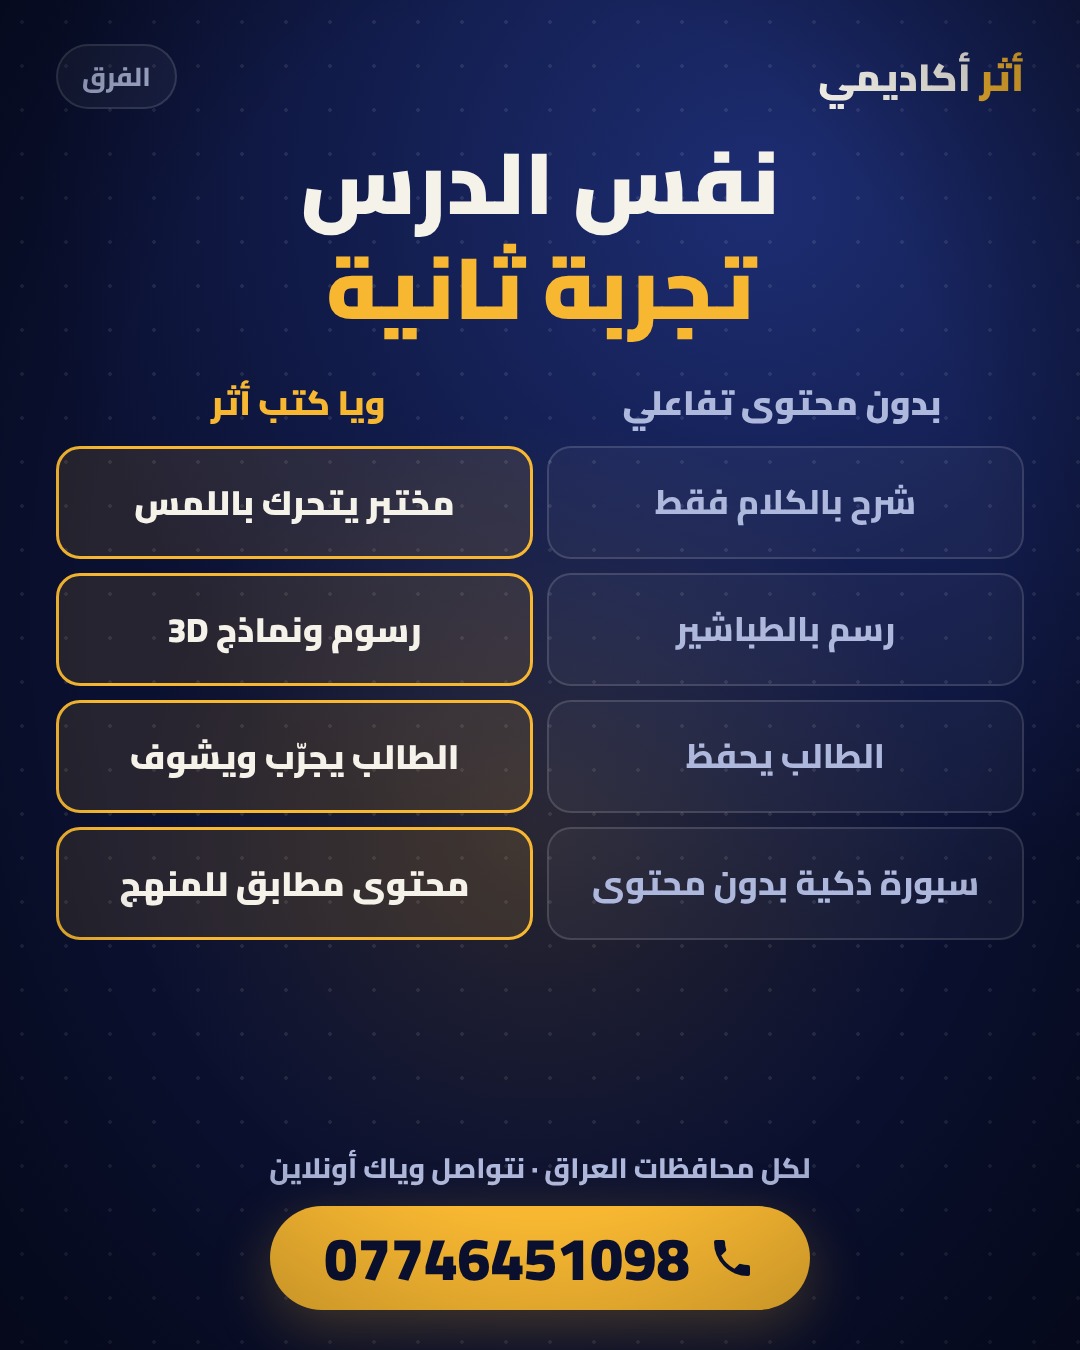 أثر أكاديمي
الفرق
نفس الدرس
تجربة ثانية
بدون محتوى تفاعلي
ويا كتب أثر
شرح بالكلام فقط
مختبر يتحرك باللمس
رسم بالطباشير
رسوم ونماذج 3D
الطالب يحفظ
الطالب يجرّب ويشوف
سبورة ذكية بدون محتوى
محتوى مطابق للمنهج
لكل محافظات العراق · نتواصل وياك أونلاين
07746451098